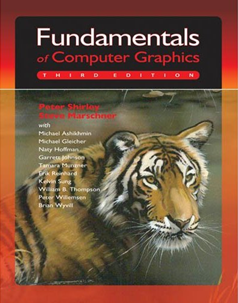 Fundamentals
of Computer Graphics
THIRD EDITION
Peter Shirley
Steve Marschner
with
Michael Ashikhmin
Michael Gleicher
Naty Hoffman
Garrett Johnson
Tamara Munzner
Erik Reinhard
Kelvin Sung
William B. Thompson
Peter Willemsen
Brian Wyvill